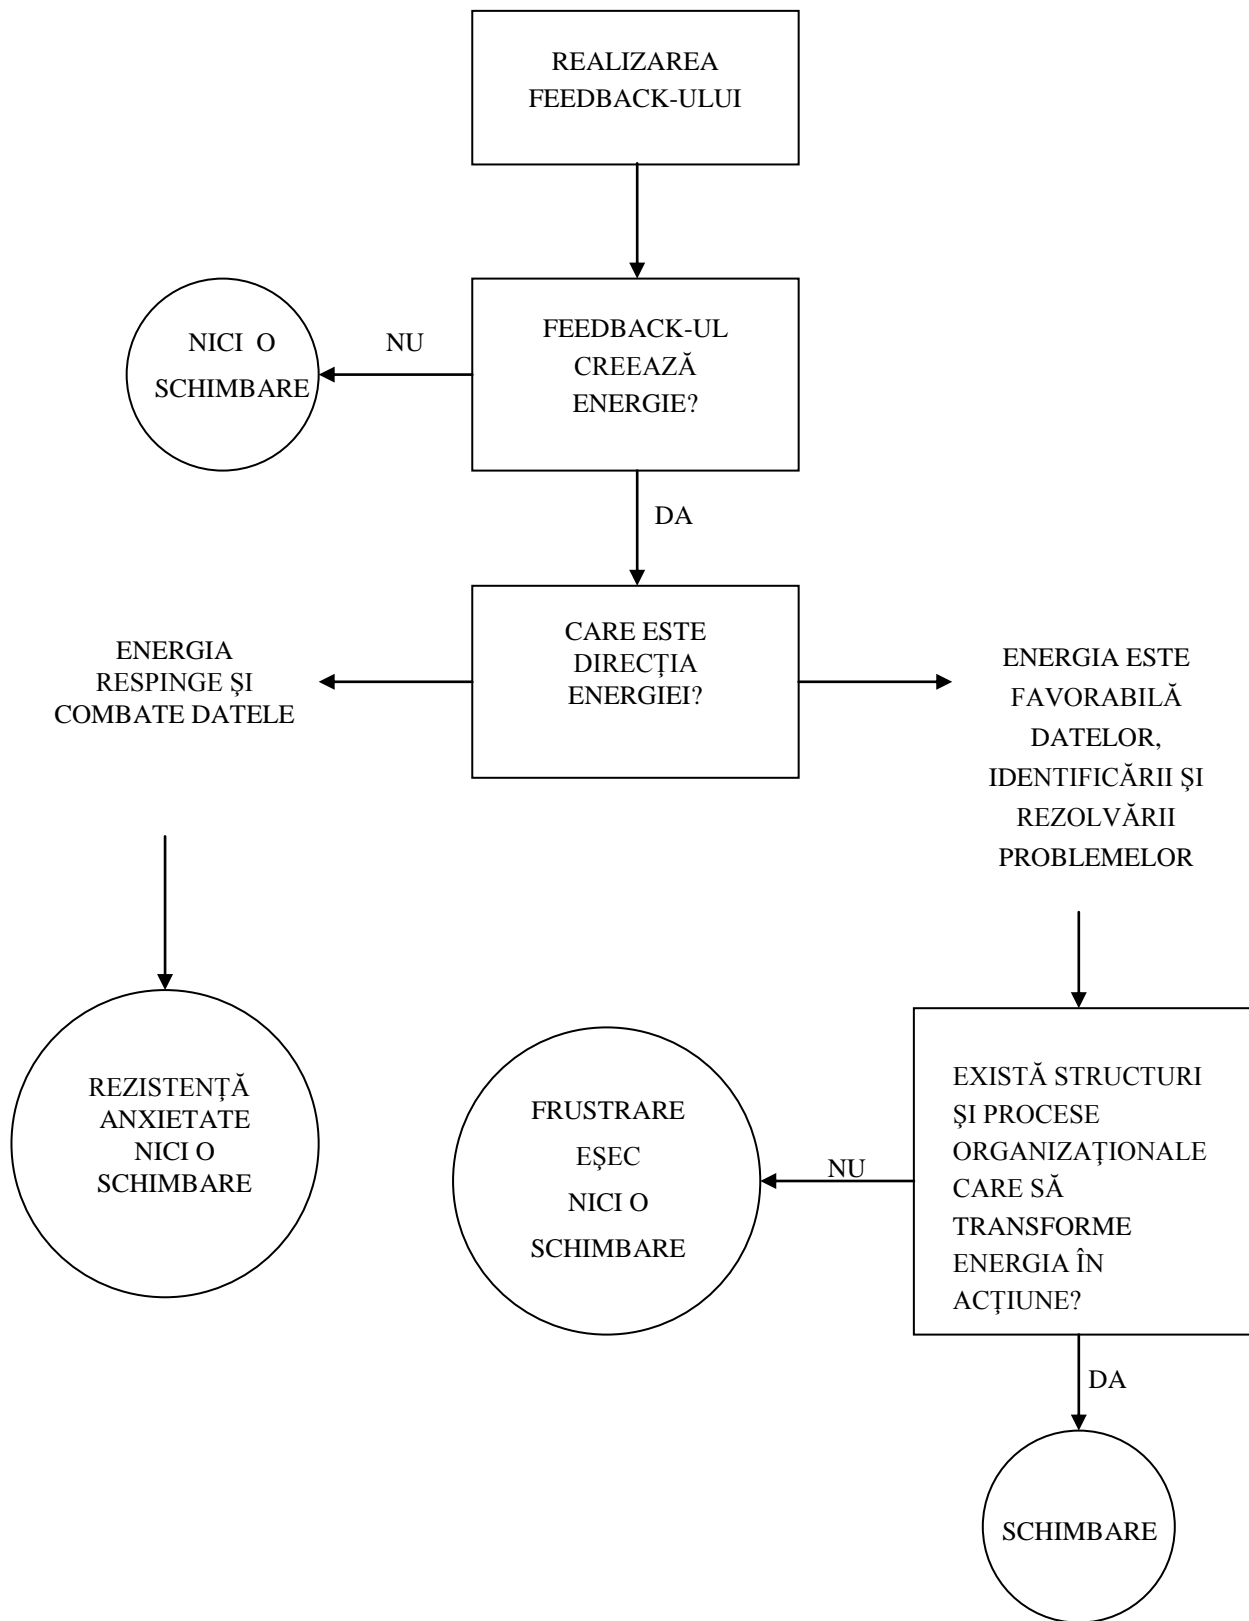 REALIZAREA
FEEDBACK-ULUI
NICI O
SCHIMBARE
NU
FEEDBACK-UL
CREEAZĂ
ENERGIE?
DA
ENERGIA
RESPINGE ŞI
COMBATE DATELE
CARE ESTE
DIRECŢIA
ENERGIEI?
ENERGIA ESTE
FAVORABILĂ
DATELOR,
IDENTIFICĂRII ŞI
REZOLVĂRII
PROBLEMELOR
REZISTENŢĂ
ANXIETATE
NICI O
SCHIMBARE
FRUSTRARE
EŞEC
NICI O
SCHIMBARE
NU
EXISTĂ STRUCTURI
ŞI PROCESE
ORGANIZAŢIONALE
CARE SĂ
TRANSFORME
ENERGIA ÎN
ACŢIUNE?
DA
SCHIMBARE